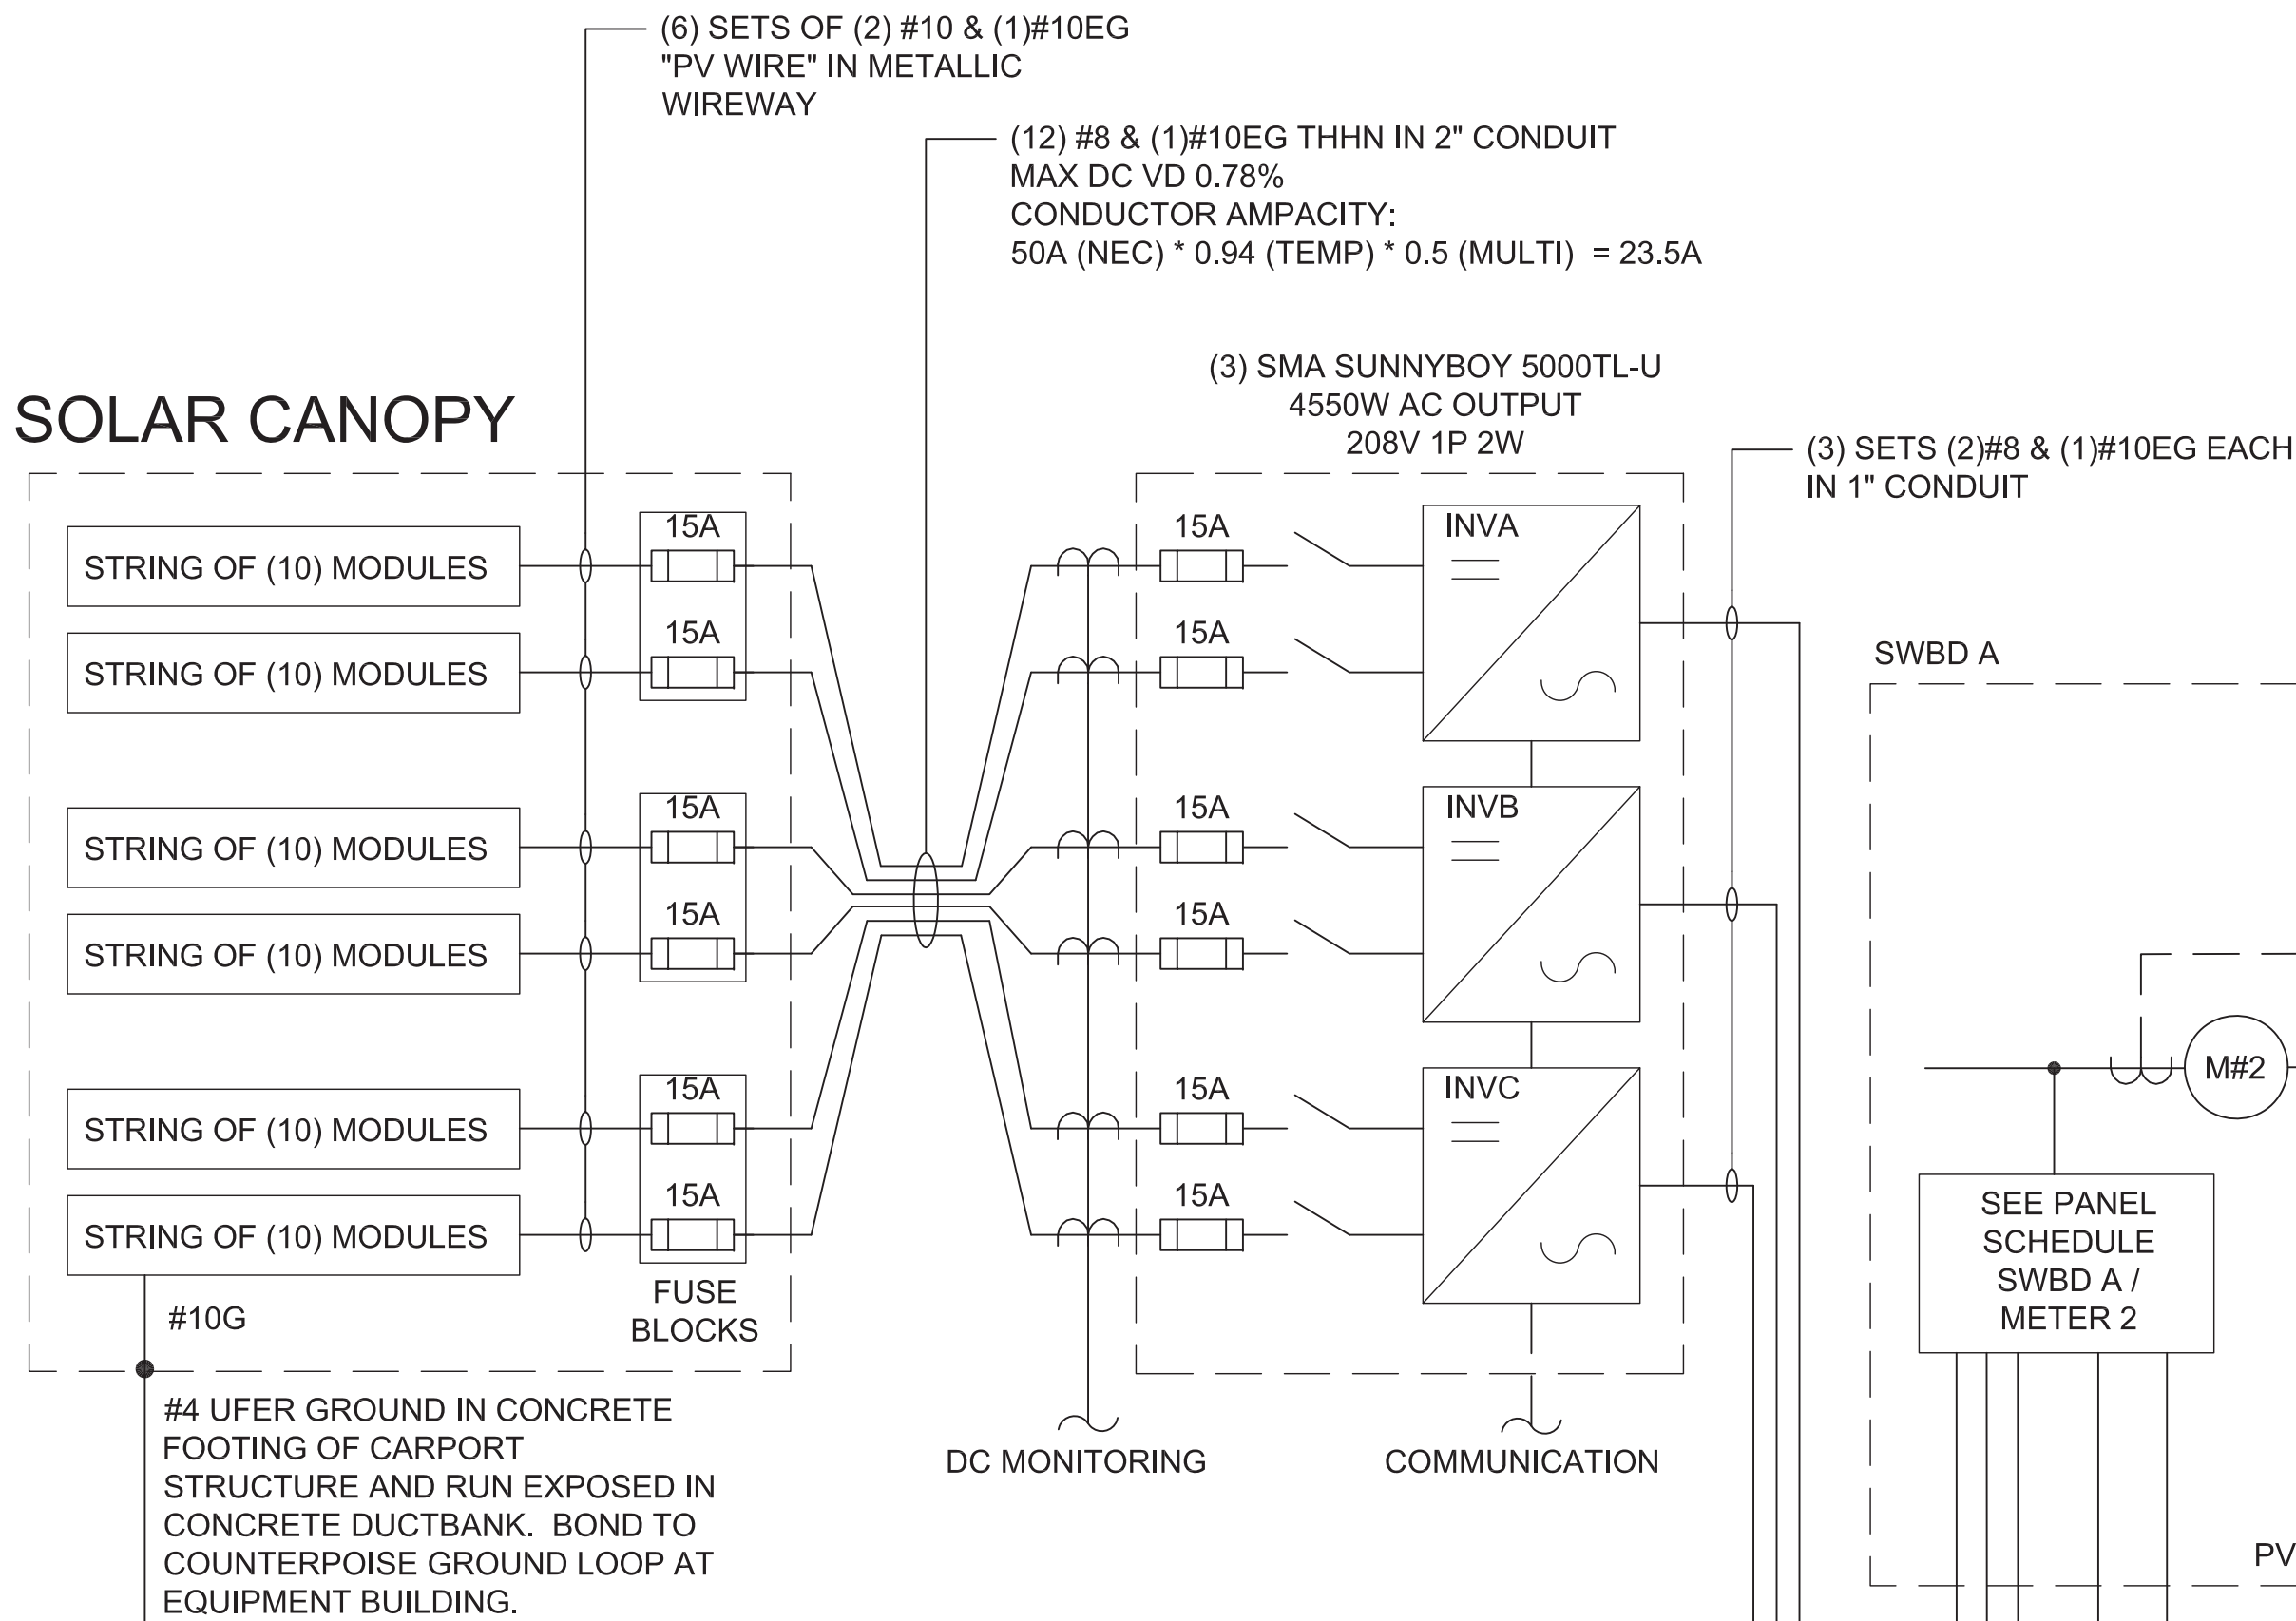 (6) SETS OF (2) #10 & (1)#10EG
"PV WIRE" IN METALLIC
WIREWAY
(12) #8 & (1)#10EG THHN IN 2" CONDUIT
MAX DC VD 0.78%
CONDUCTOR AMPACITY:
50A (NEC) * 0.94 (TEMP) * 0.5 (MULTI) = 23.5A
(3) SMA SUNNYBOY 5000TL-U
4550W AC OUTPUT
208V 1P 2W
(3) SETS (2)#8 & (1)#10EG EACH
IN 1" CONDUIT
SOLAR CANOPY
STRING OF (10) MODULES
15A
15A
INVA
STRING OF (10) MODULES
15A
15A
STRING OF (10) MODULES
15A
15A
INVB
STRING OF (10) MODULES
15A
15A
STRING OF (10) MODULES
15A
15A
INVC
STRING OF (10) MODULES
15A
15A
FUSE
BLOCKS
#10G
#4 UFER GROUND IN CONCRETE
FOOTING OF CARPORT
STRUCTURE AND RUN EXPOSED IN
CONCRETE DUCTBANK. BOND TO
COUNTERPOISE GROUND LOOP AT
EQUIPMENT BUILDING.
DC MONITORING
COMMUNICATION
SWBD A
M#2
SEE PANEL
SCHEDULE
SWBD A /
METER 2
PV